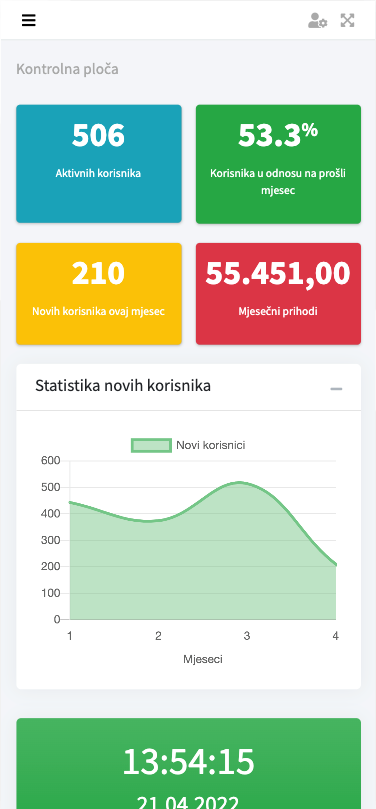 Kontrolna ploča
506
Aktivnih korisnika
53.3%
Korisnika u odnosu na prošli
mjesec
210
Novih korisnika ovaj mjesec
55.451,00
Mjesečni prihodi
Statistika novih korisnika
Novi korisnici
600
500
400
300
200
100
0
1 2 3 4
Mjeseci
13:54:15
21.04.2022